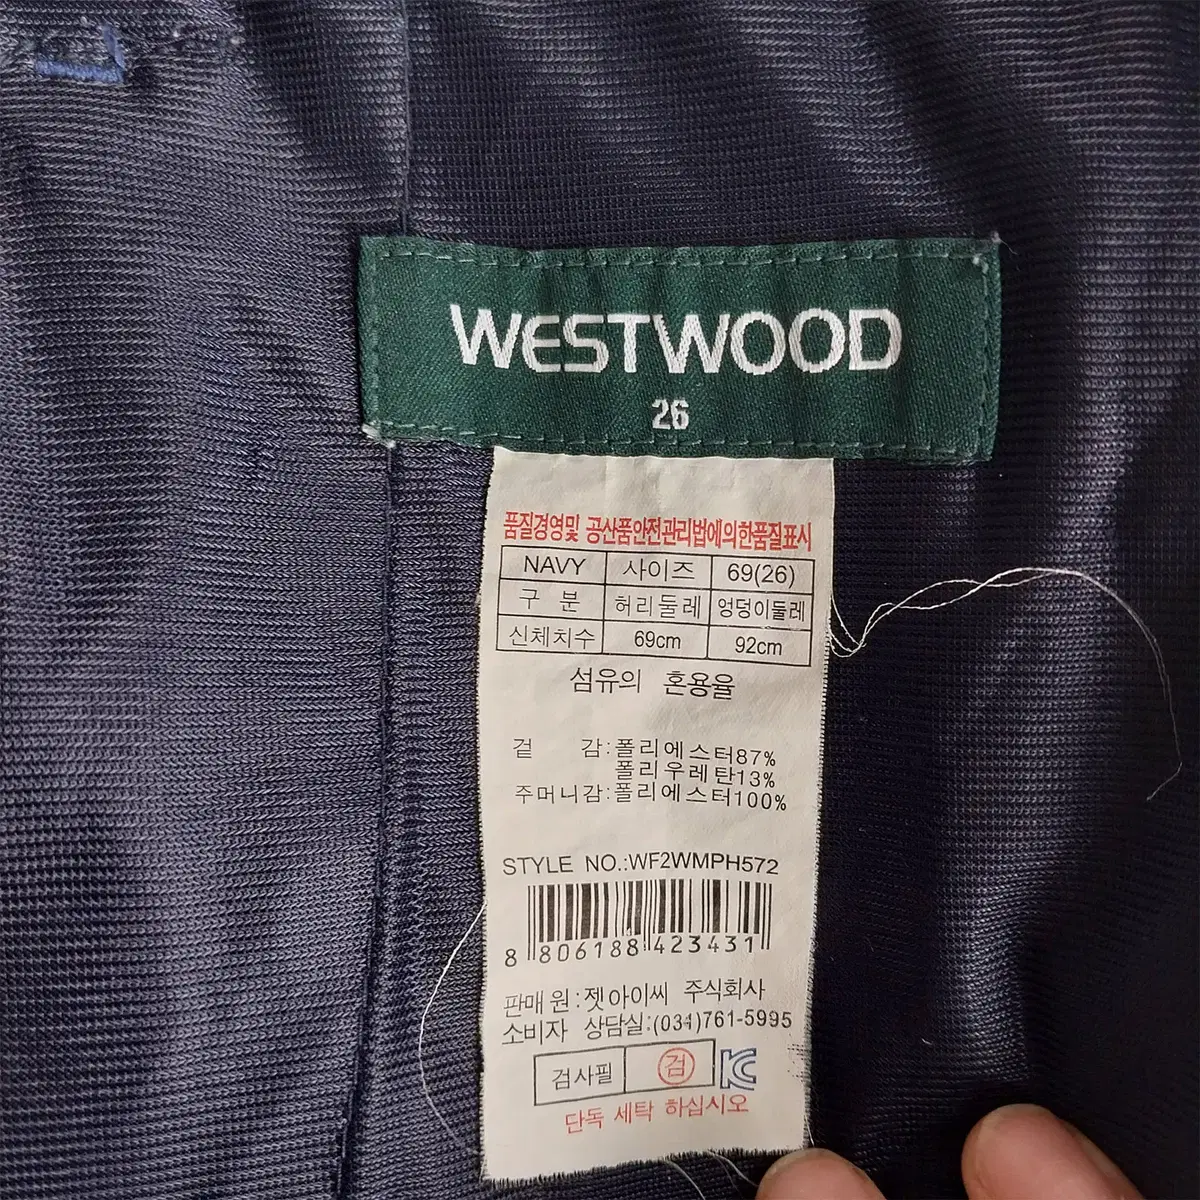 WESTWOOD
26
품질경영및 공산품안전관리법에의한품질표시
NAVY 사이즈 69(26)
구 분 허리둘레 엉덩이둘레
신체치수 69cm 92cm
섬유의 혼용율
겉 감:폴리에스터87%
폴리우레탄13%
주머니감:폴리에스터100%
STYLE NO.:WF2WMPH572
8 806188 423431
판매원:젯아이씨 주식회사
소비자 상담실:(031)761-5995
검사필 검 KC
단독 세탁 하십시오